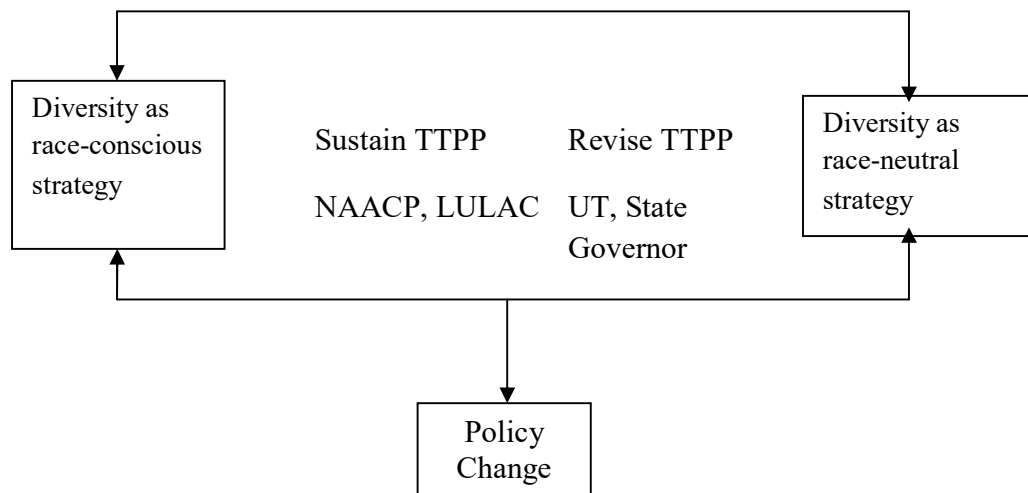 Diversity as
race-conscious
strategy
Sustain TTPP
NAACP, LULAC
Revise TTPP
UT, State
Governor
Diversity as
race-neutral
strategy
Policy
Change